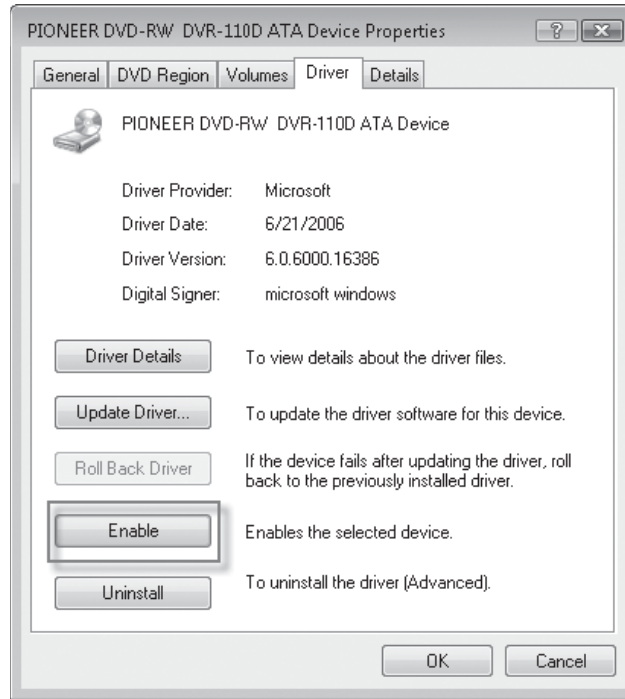 PIONEER DVD-RW DVR-110D ATA Device Properties
General DVD Region Volumes Driver Details
PIONEER DVD-RW DVR-110D ATA Device
Driver Provider: Microsoft
Driver Date: 6/21/2006
Driver Version: 6.0.6000.16386
Digital Signer: microsoft windows
Driver Details To view details about the driver files.
Update Driver... To update the driver software for this device.
Roll Back Driver If the device fails after updating the driver, roll
back to the previously installed driver.
Enable Enables the selected device.
Uninstall To uninstall the driver (Advanced).
OK Cancel